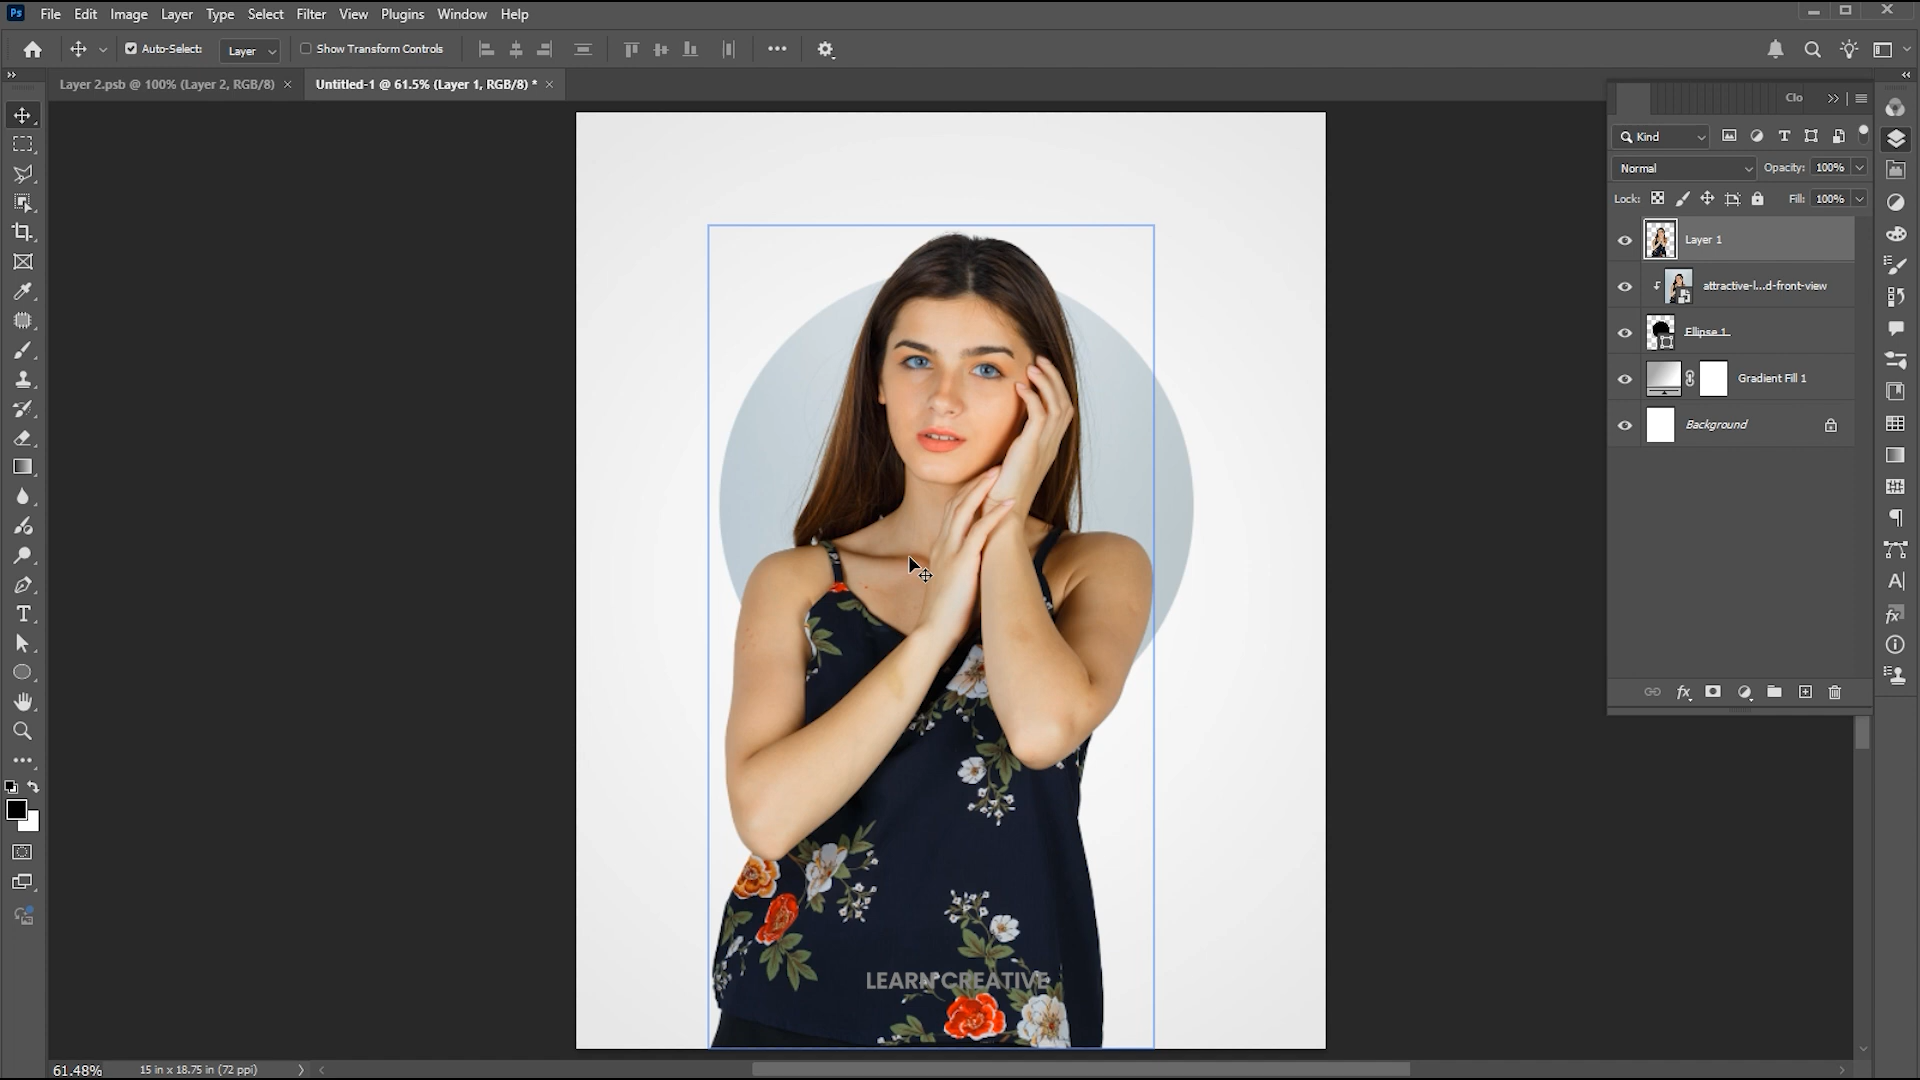 Ps File Edit Image Layer Type Select Filter View Plugins Window Help
Auto-Select: Layer Show Transform Controls
Layer 2.psb @ 100% (Layer 2, RGB/8) × Untitled-1 @ 61.5% (Layer 1, RGB/8) * ×
Clo
Kind
Normal Opacity: 100%
Lock: Fill: 100%
Layer 1
attractive-l...d-front-view
Ellipse 1
Gradient Fill 1
Background
fx
LEARN CREATIVE
61.48% 15 in x 18.75 in (72 ppi)